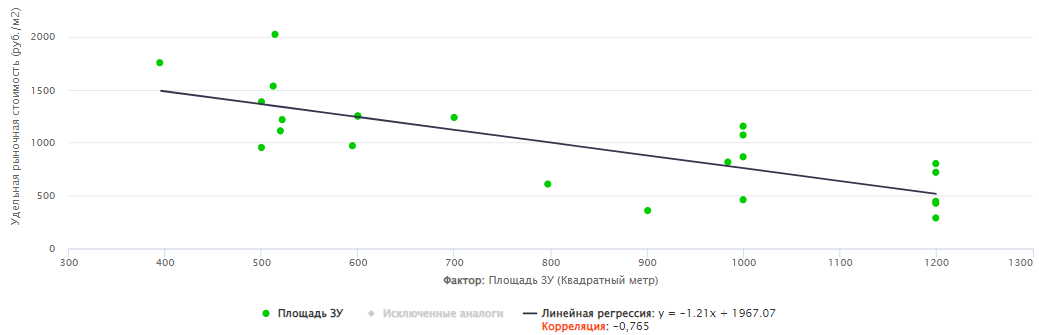 Удельная рыночная стоимость (руб./м2)
2000
1500
1000
500
0
300 400 500 600 700 800 900 1000 1100 1200 1300
Фактор: Площадь ЗУ (Квадратный метр)
Площадь ЗУ Исключенные аналоги Линейная регрессия: y = -1.21x + 1967.07
Корреляция: -0,765